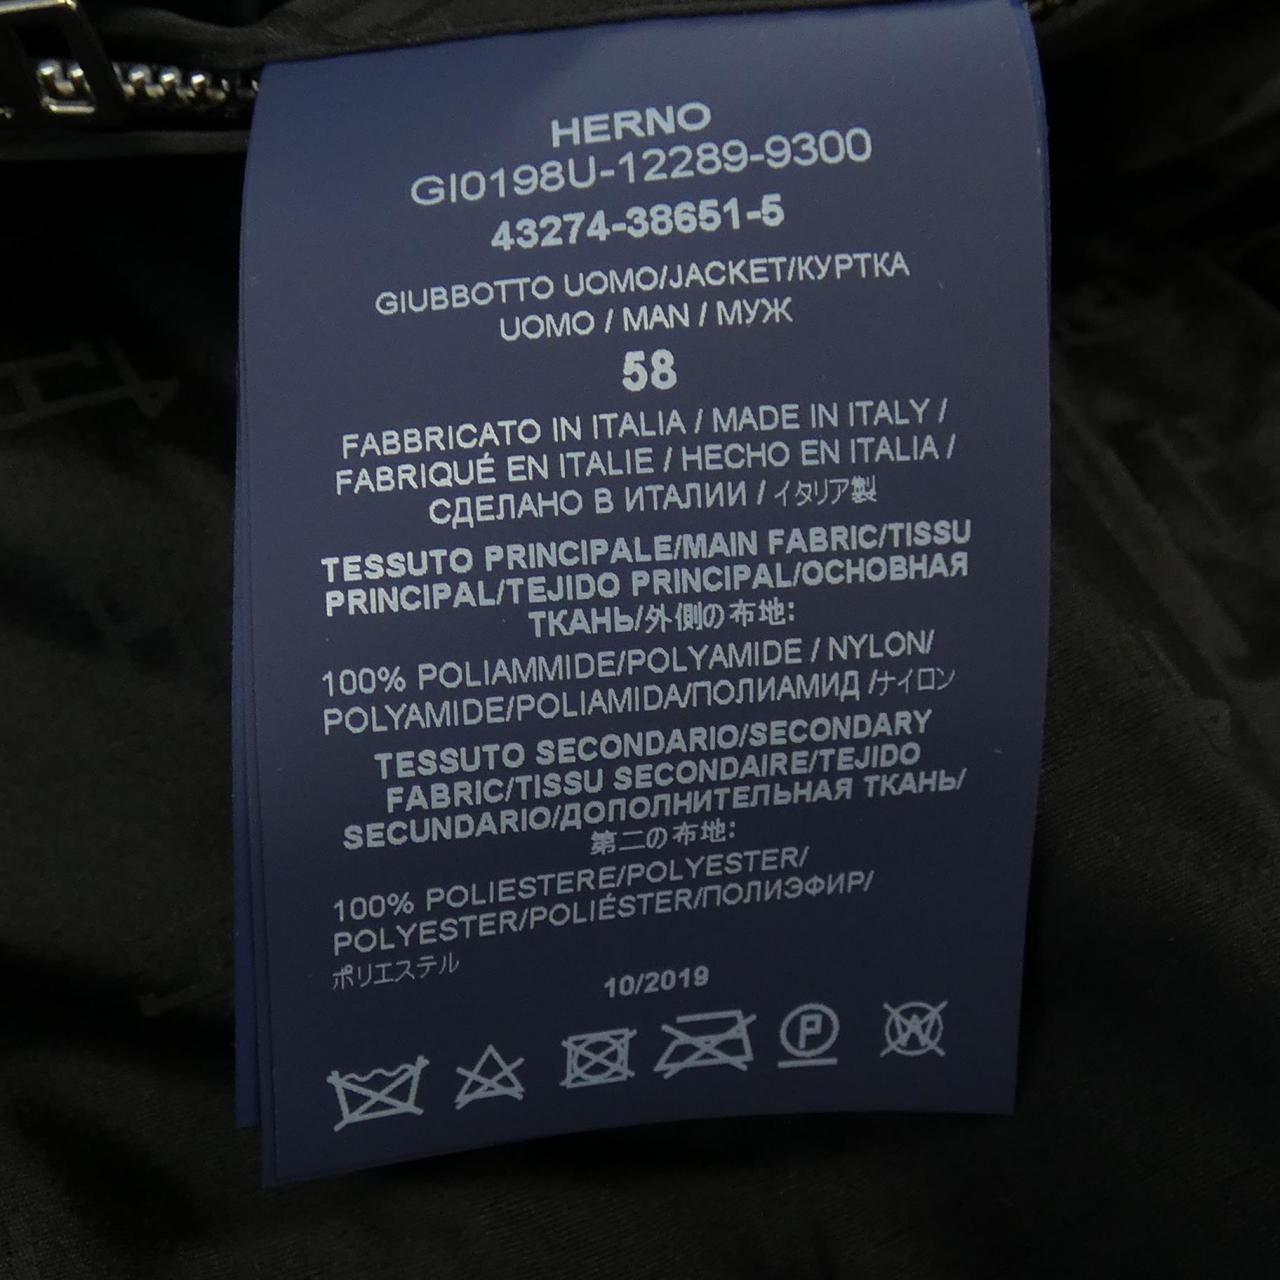 HERNO
GI0198U-12289-9300
43274-38651-5
GIUBBOTTO UOMO/JACKET/КУРТКА
UOMO / MAN / МУЖ
58
FABBRICATO IN ITALIA / MADE IN ITALY /
FABRIQUÉ EN ITALIE / HECHO EN ITALIA /
СДЕЛАНО В ИТАЛИИ / イタリア製
TESSUTO PRINCIPALE/MAIN FABRIC/TISSU
PRINCIPAL/TEJIDO PRINCIPAL/ОСНОВНАЯ
ТКАНЬ/外側の布地:
100% POLIAMMIDE/POLYAMIDE / NYLON/
POLYAMIDE/POLIAMIDA/ПОЛИАМИД /ナイロン
TESSUTO SECONDARIO/SECONDARY
FABRIC/TISSU SECONDAIRE/TEJIDO
SECUNDARIO/ДОПОЛНИТЕЛЬНАЯ ТКАНЬ/
第二の布地:
100% POLIESTERE/POLYESTER/
POLYESTER/POLIÉSTER/ПОЛИЭФИР/
ポリエステル
10/2019
P W